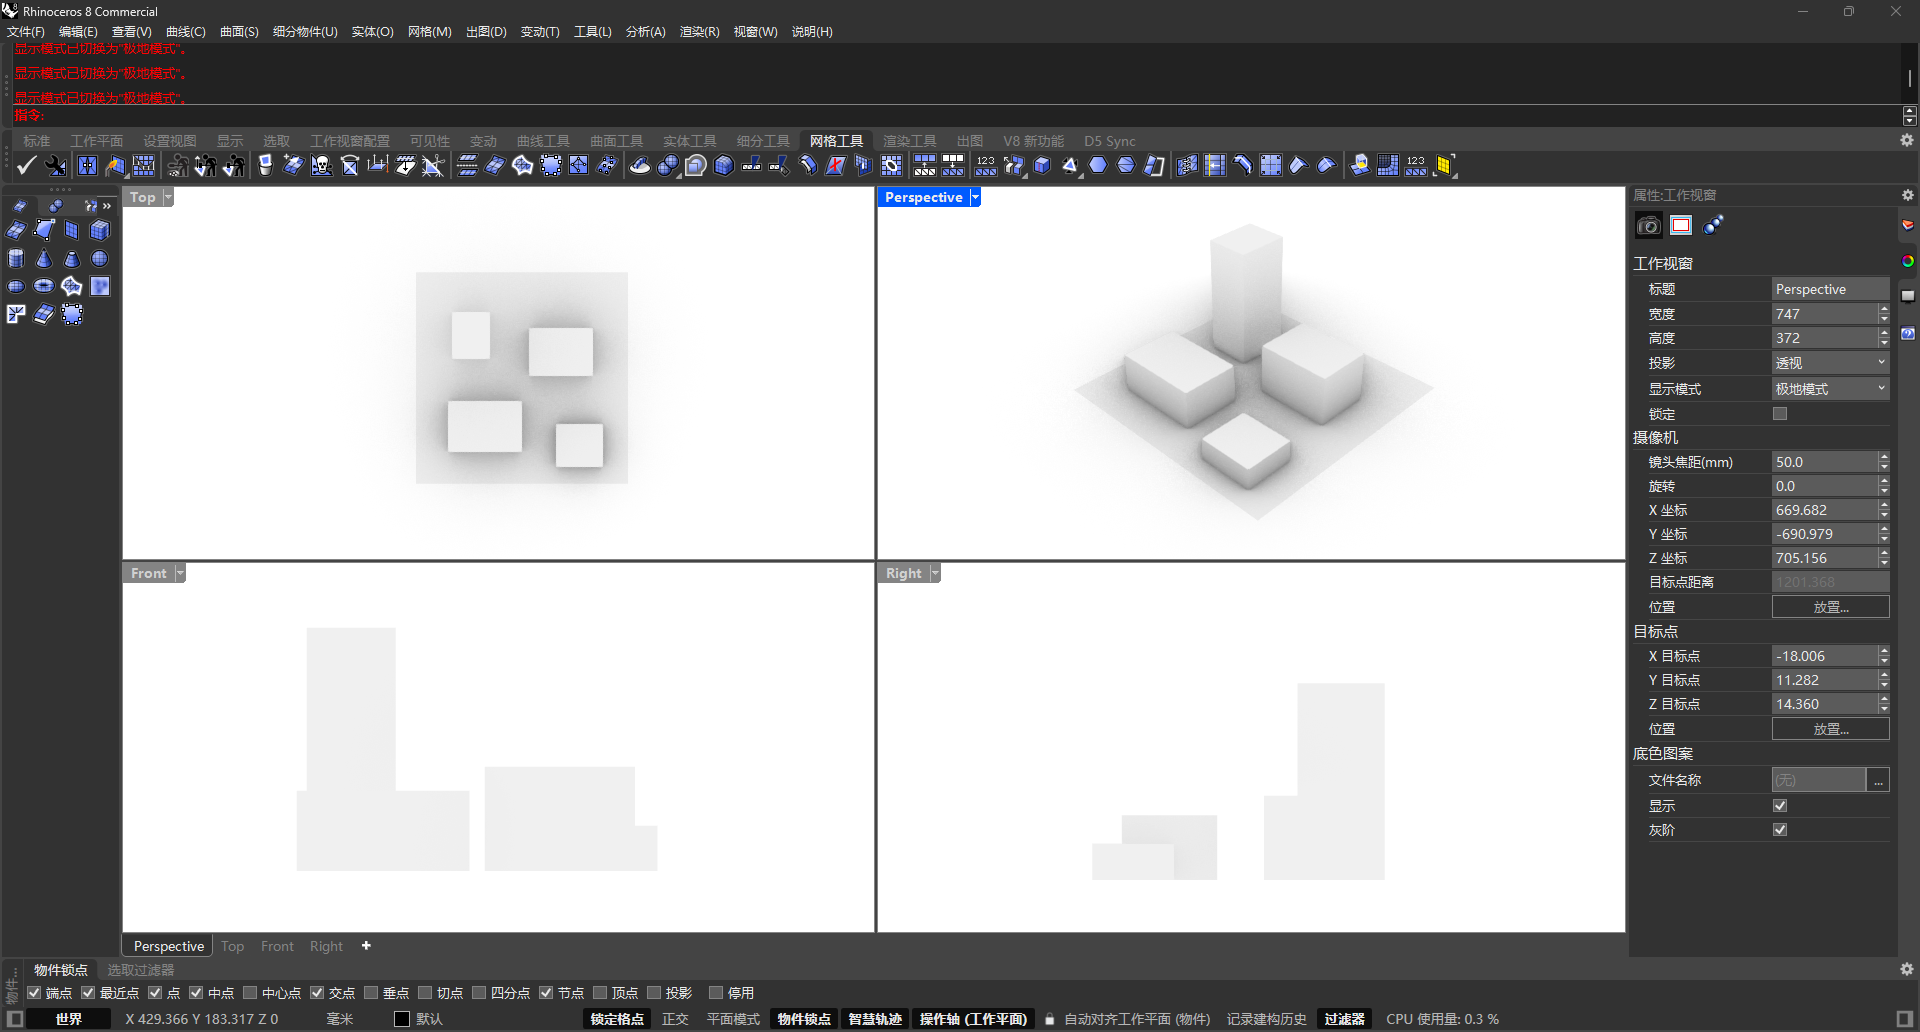 Rhinoceros 8 Commercial
文件(F) 编辑(E) 查看(V) 曲线(C) 曲面(S) 细分物件(U) 实体(O) 网格(M) 出图(D) 变动(T) 工具(L) 分析(A) 渲染(R) 视窗(W) 说明(H)
显示模式已切换为"极地模式"。
显示模式已切换为"极地模式"。
显示模式已切换为"极地模式"。
指令:
标准 工作平面 设置视图 显示 选取 工作视窗配置 可见性 变动 曲线工具 曲面工具 实体工具 细分工具 网格工具 渲染工具 出图 V8 新功能 D5 Sync
123 123
Top
Perspective
Front
Right
属性:工作视窗
工作视窗
标题 Perspective
宽度 747
高度 372
投影 透视
显示模式 极地模式
锁定
摄像机
镜头焦距(mm) 50.0
旋转 0.0
X 坐标 669.682
Y 坐标 -690.979
Z 坐标 705.156
目标点距离 1201.368
位置 放置...
目标点
X 目标点 -18.006
Y 目标点 11.282
Z 目标点 14.360
位置 放置...
底色图案
文件名称 (无) ...
显示
灰阶
Perspective Top Front Right
物件锁点 选取过滤器
物件
端点 最近点 点 中点 中心点 交点 垂点 切点 四分点 节点 顶点 投影 停用
世界 X 429.366 Y 183.317 Z 0 毫米 默认 锁定格点 正交 平面模式 物件锁点 智慧轨迹 操作轴 (工作平面) 自动对齐工作平面 (物件) 记录建构历史 过滤器 CPU 使用量: 0.3 %